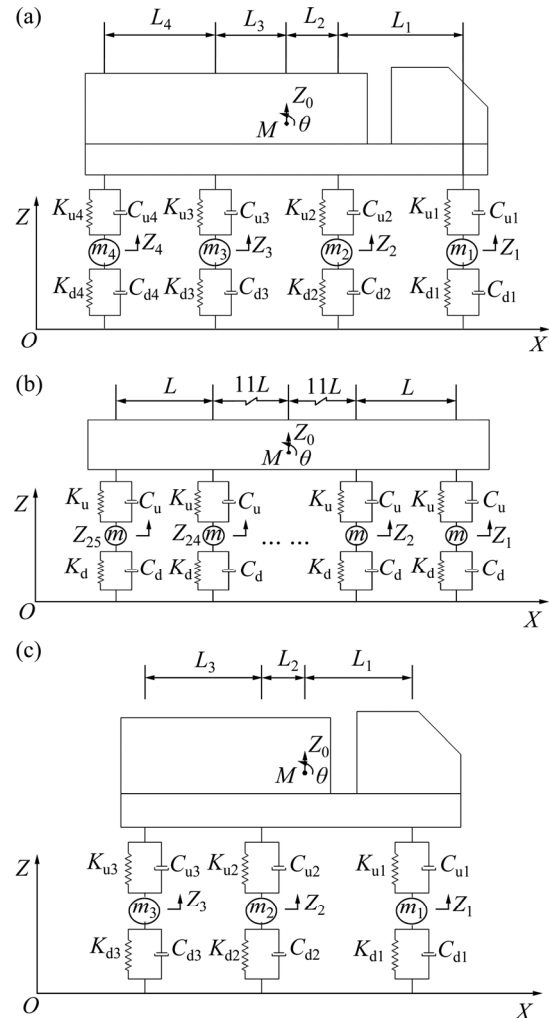 (a)
L4 L3 L2 L1
Z0
M θ
Z
Ku4 Cu4 Ku3 Cu3 Ku2 Cu2 Ku1 Cu1
m4 Z4 m3 Z3 m2 Z2 m1 Z1
Kd4 Cd4 Kd3 Cd3 Kd2 Cd2 Kd1 Cd1
O X
(b)
L 11L 11L L
Z0
M θ
Z
Ku Cu Ku Cu Ku Cu Ku Cu
Z25 m Z24 m … … m Z2 m Z1
Kd Cd Kd Cd Kd Cd Kd Cd
O X
(c)
L3 L2 L1
Z0
M θ
Z
Ku3 Cu3 Ku2 Cu2 Ku1 Cu1
m3 Z3 m2 Z2 m1 Z1
Kd3 Cd3 Kd2 Cd2 Kd1 Cd1
O X